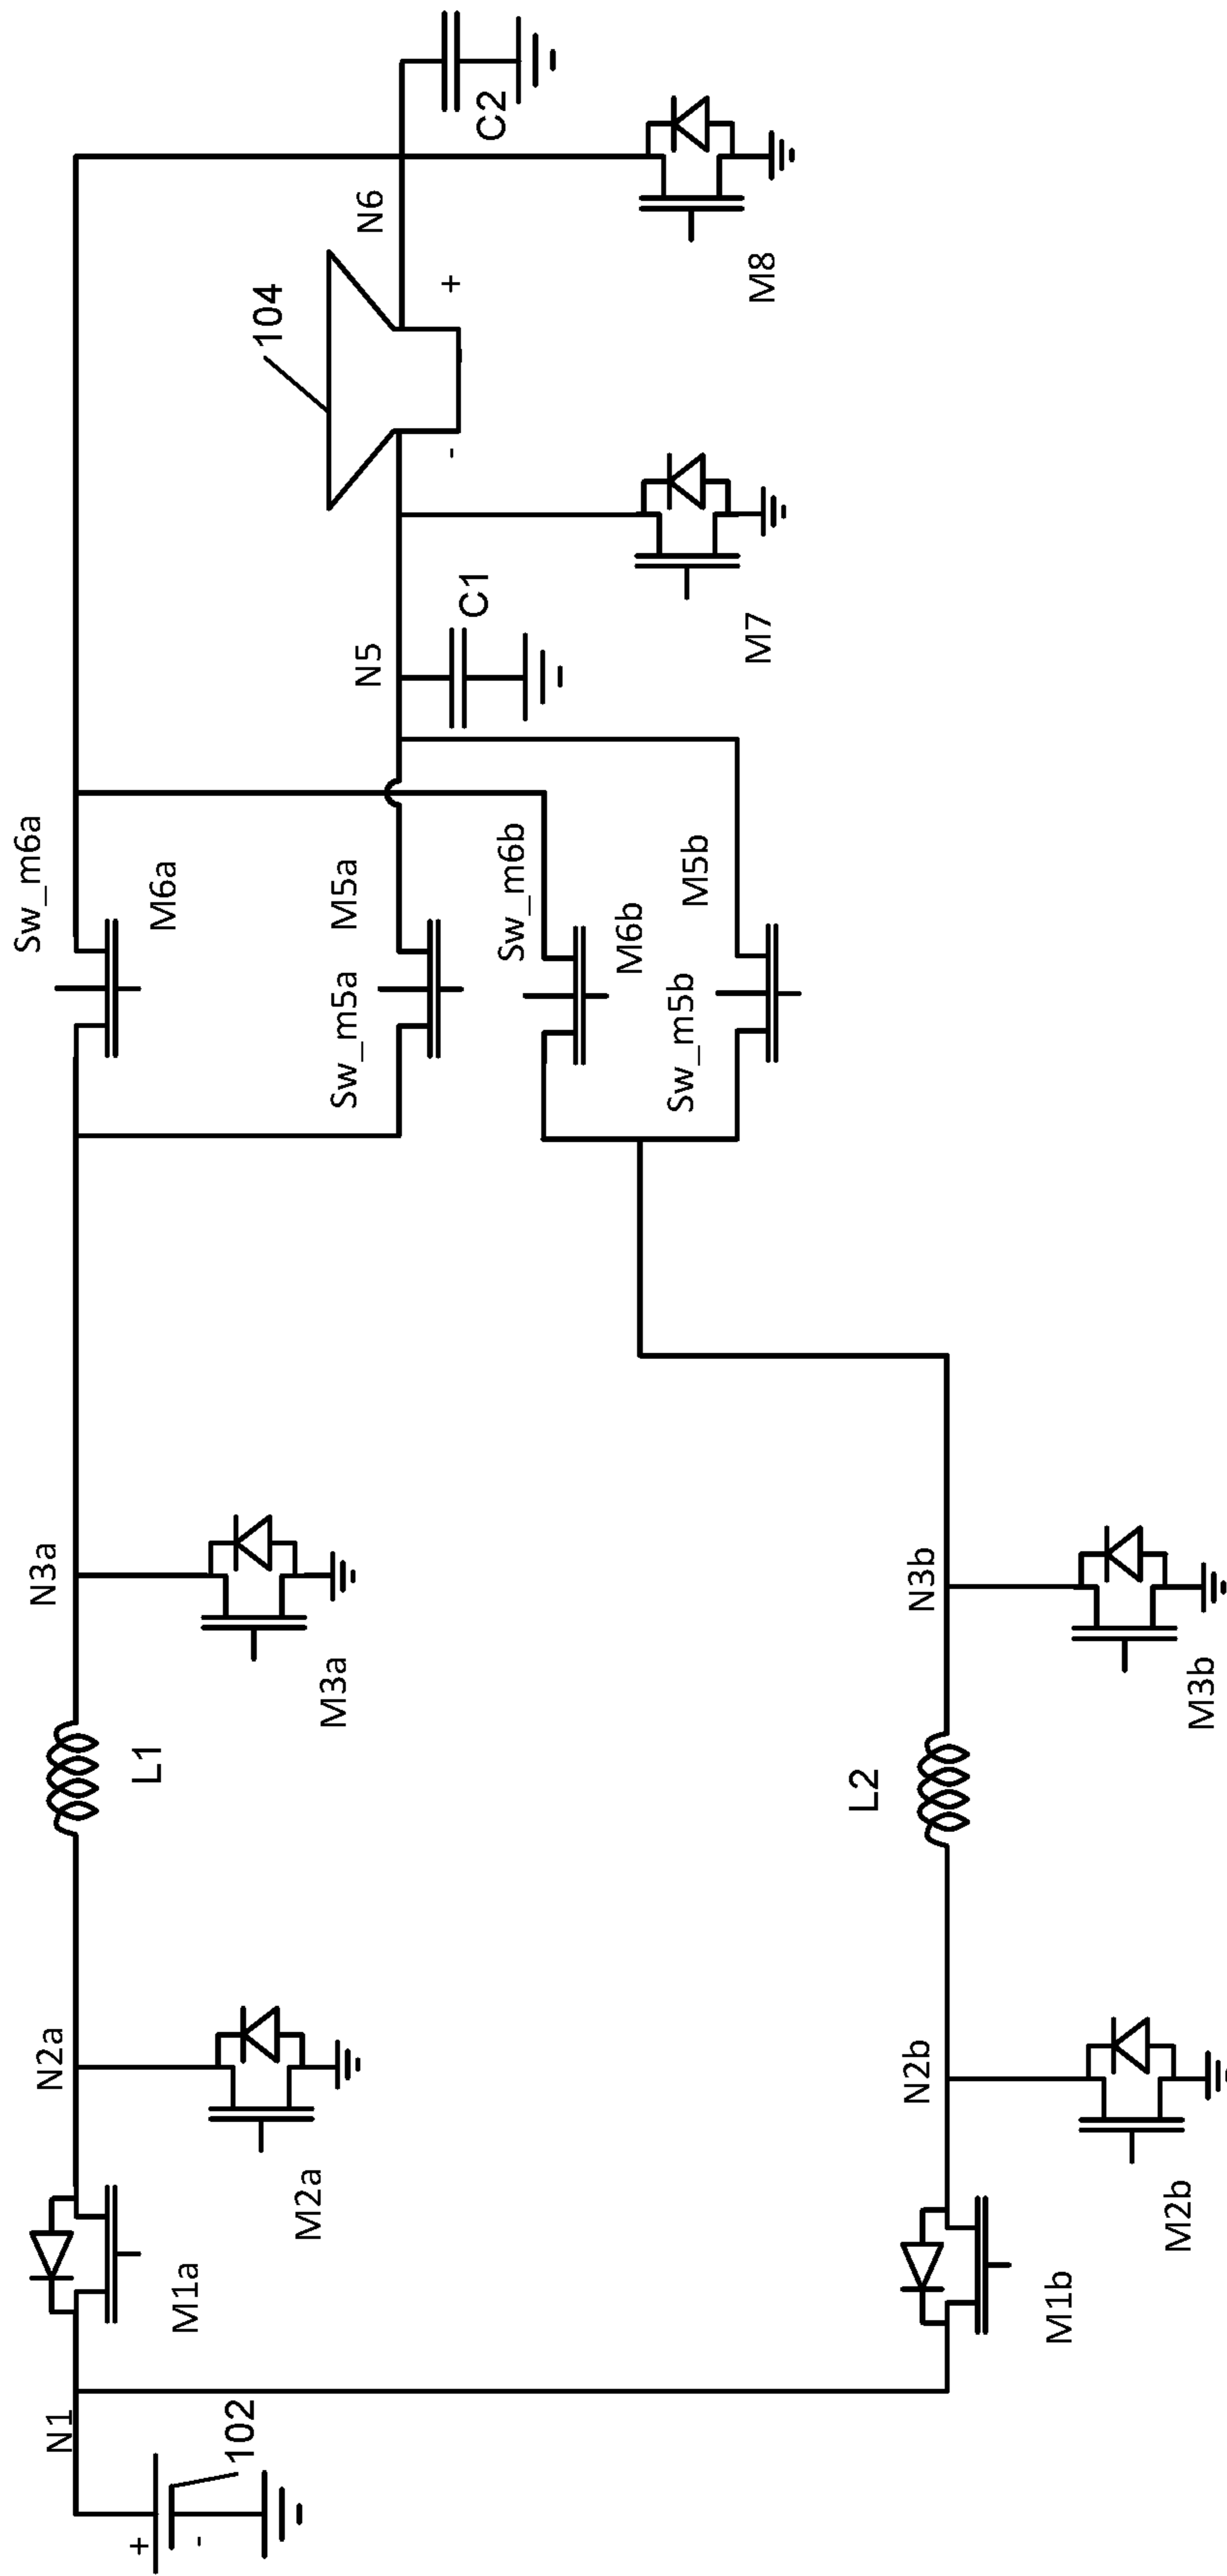 N1
+
-
102
M1a
N2a
M2a
L1
N3a
M3a
Sw_m6a
M6a
Sw_m5a
M5a
Sw_m6b
M6b
Sw_m5b
M5b
N5
C1
M7
104
-
+
N6
M8
C2
M1b
N2b
M2b
L2
N3b
M3b